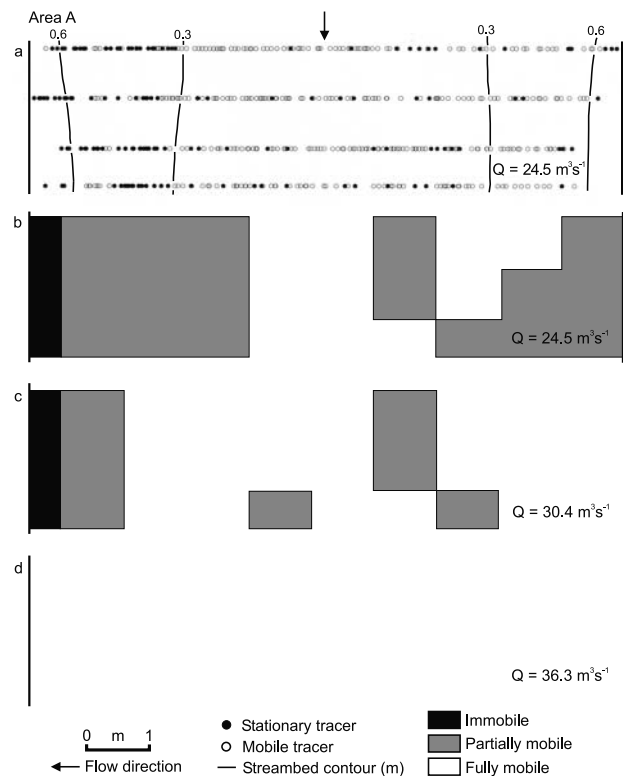 Area A
0.6
0.3
0.3
0.6
a
Q = 24.5 m³s⁻¹
b
Q = 24.5 m³s⁻¹
c
Q = 30.4 m³s⁻¹
d
Q = 36.3 m³s⁻¹
0 m 1
Flow direction
Stationary tracer
Mobile tracer
Streambed contour (m)
Immobile
Partially mobile
Fully mobile